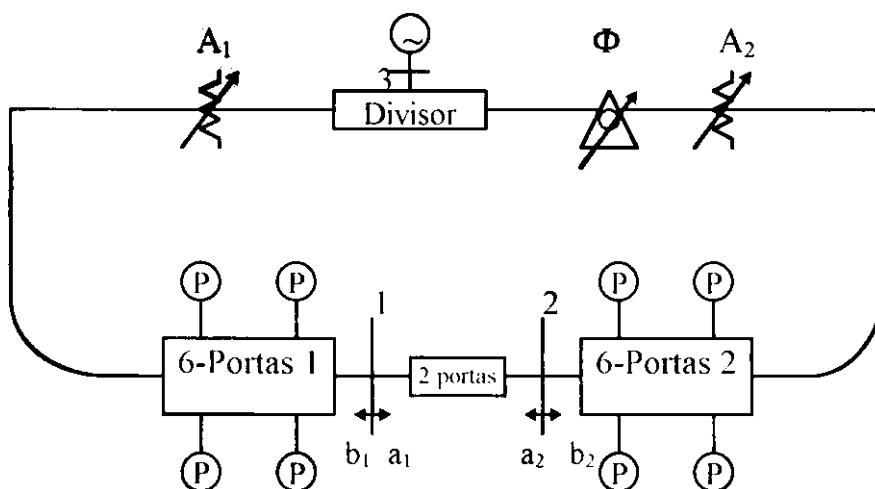 A₁
Φ
A₂
~
3
Divisor
P
P
P
P
1
2
6-Portas 1
2 portas
6-Portas 2
b₁
a₁
a₂
b₂
P
P
P
P